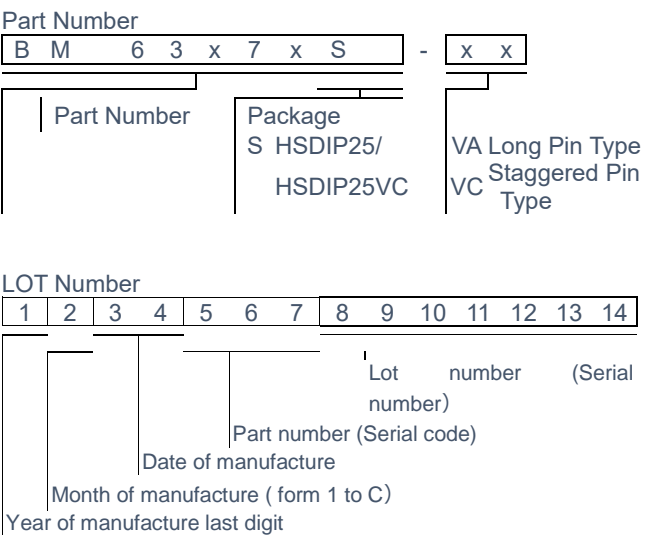 Part Number
B M 6 3 x 7 x S - x x
Part Number Package
S HSDIP25/ VA Long Pin Type
HSDIP25VC VC Staggered Pin
Type
LOT Number
1 2 3 4 5 6 7 8 9 10 11 12 13 14
Lot number (Serial
number)
Part number (Serial code)
Date of manufacture
Month of manufacture ( form 1 to C)
Year of manufacture last digit